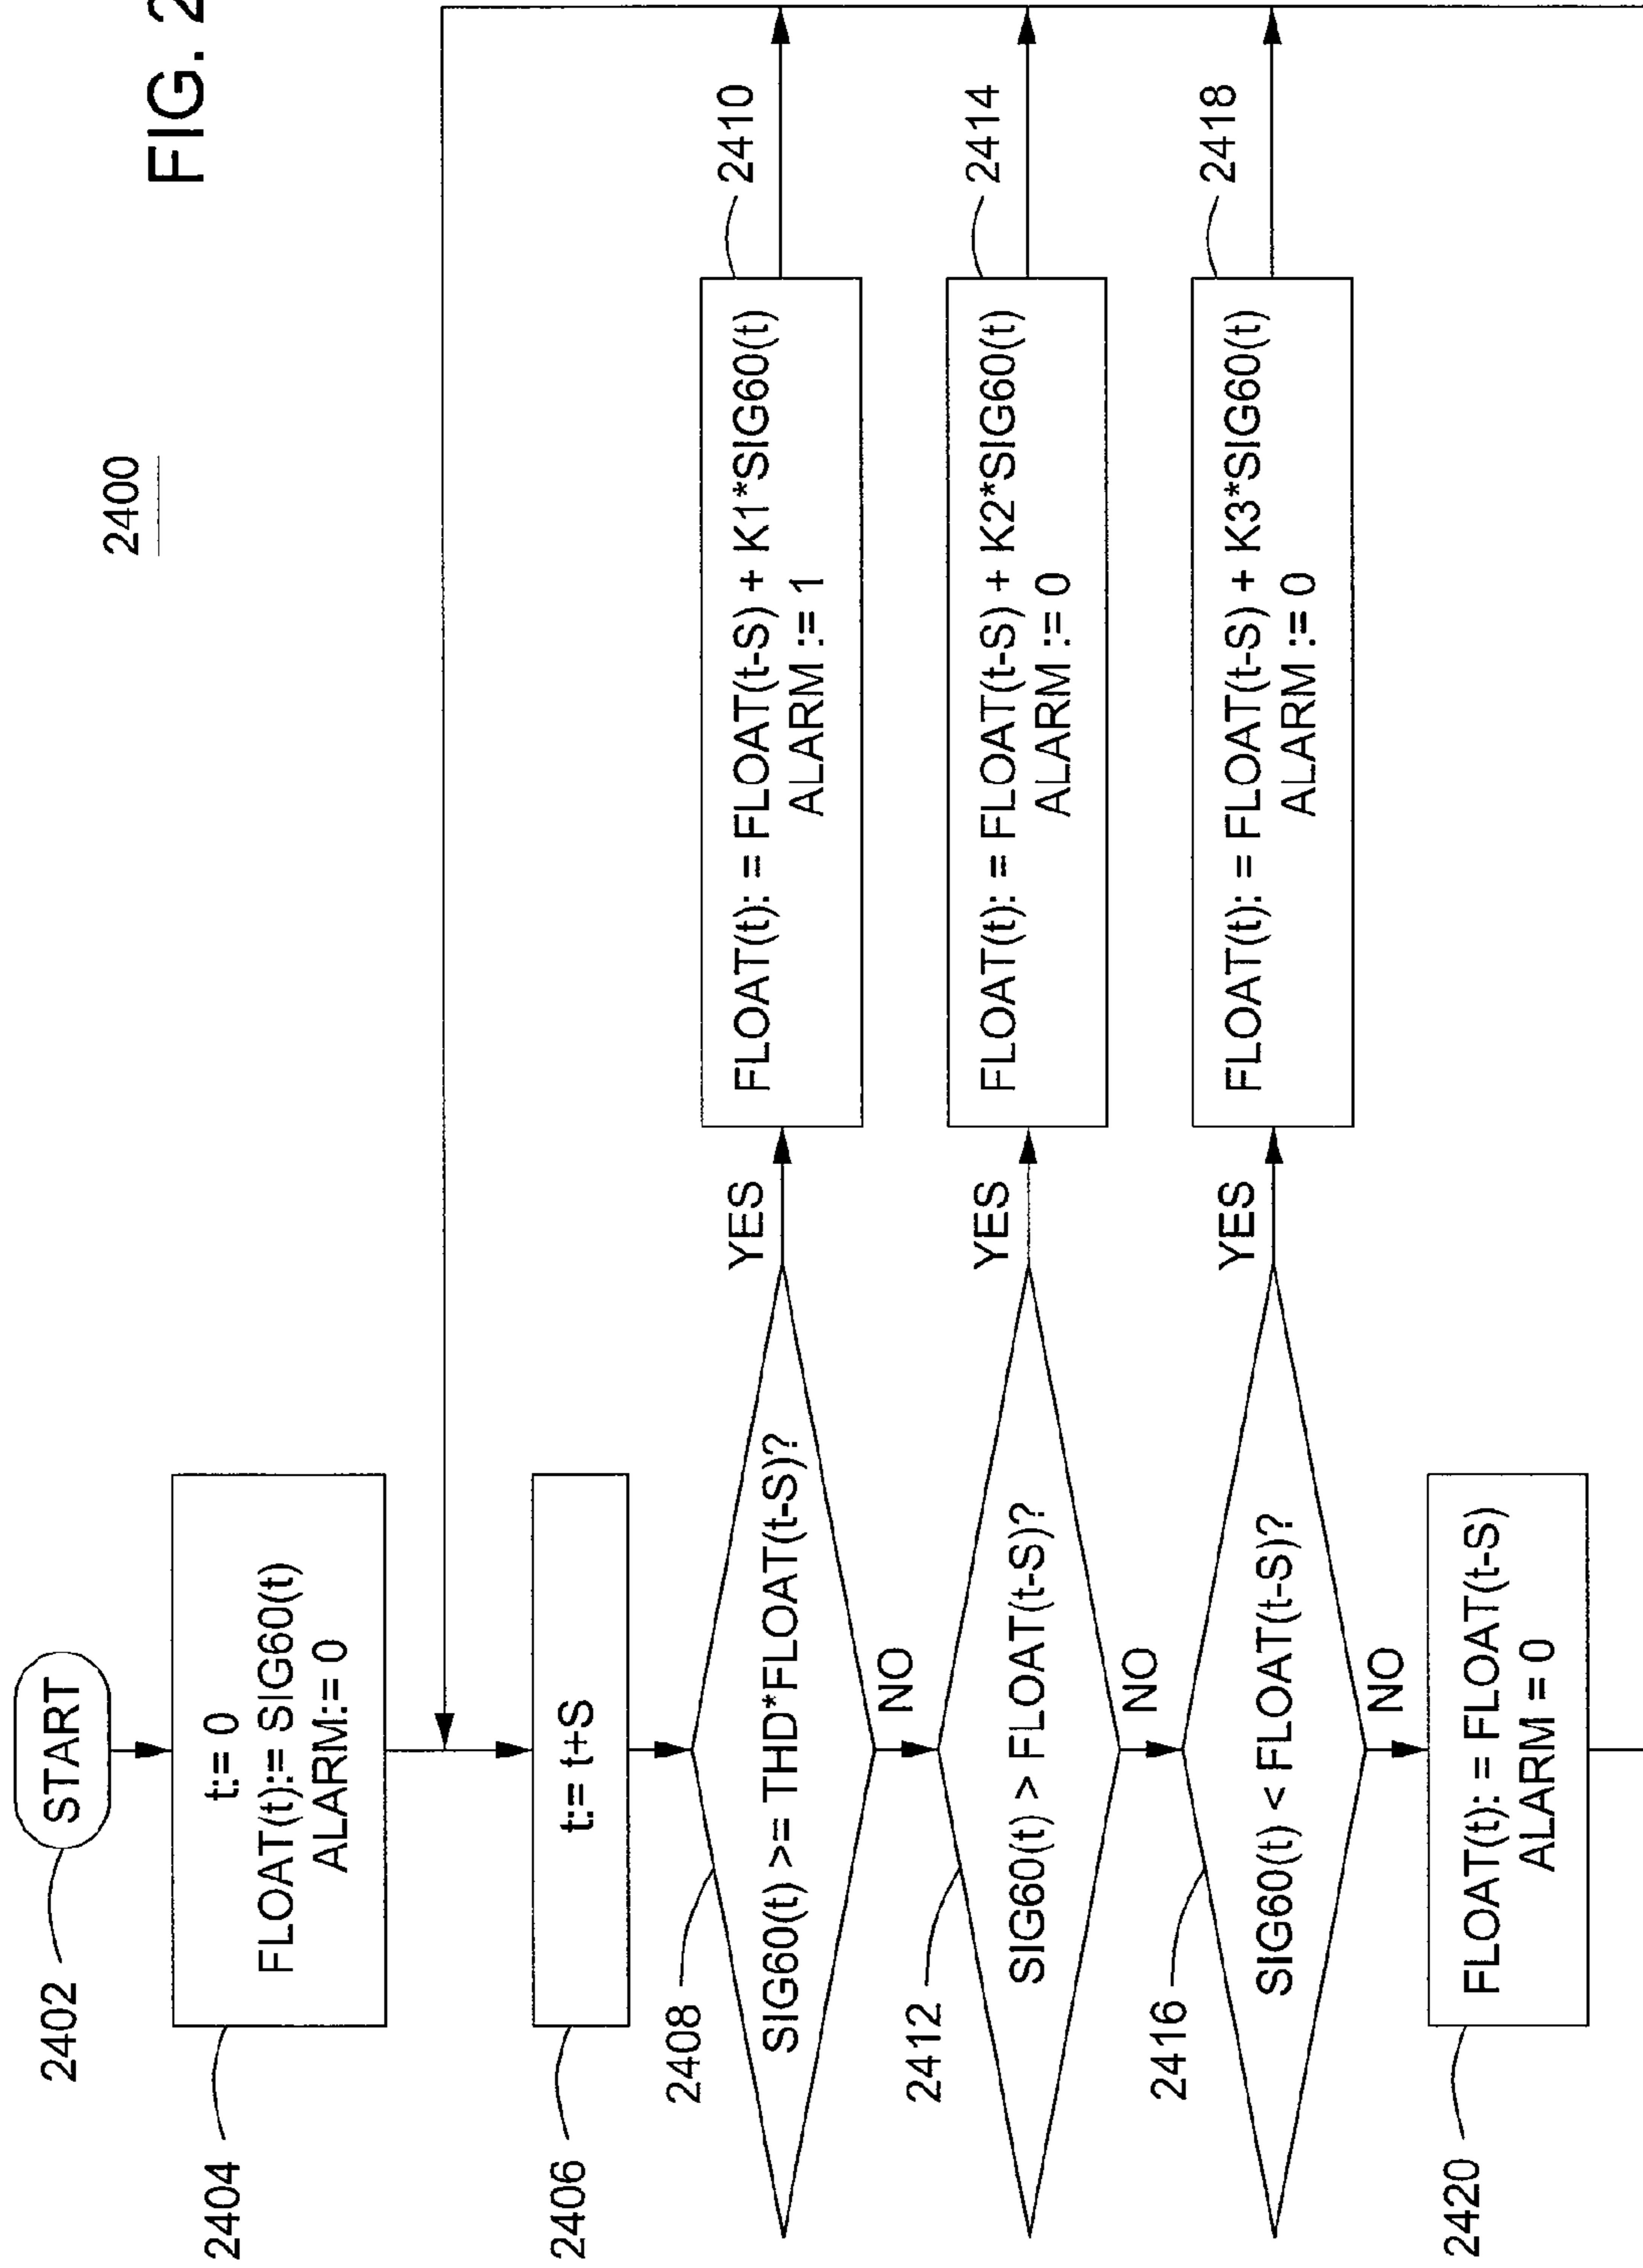 FIG. 2
2400
START
2402
t:= 0
FLOAT(t):= SIG60(t)
ALARM:= 0
2404
t:= t+S
2406
SIG60(t) >= THD*FLOAT(t-S)?
2408
YES
FLOAT(t): = FLOAT(t-S) + K1*SIG60(t)
ALARM := 1
2410
NO
SIG60(t) > FLOAT(t-S)?
2412
YES
FLOAT(t): = FLOAT(t-S) + K2*SIG60(t)
ALARM := 0
2414
NO
SIG60(t) < FLOAT(t-S)?
2416
YES
FLOAT(t): = FLOAT(t-S) + K3*SIG60(t)
ALARM := 0
2418
NO
FLOAT(t): = FLOAT(t-S)
ALARM = 0
2420